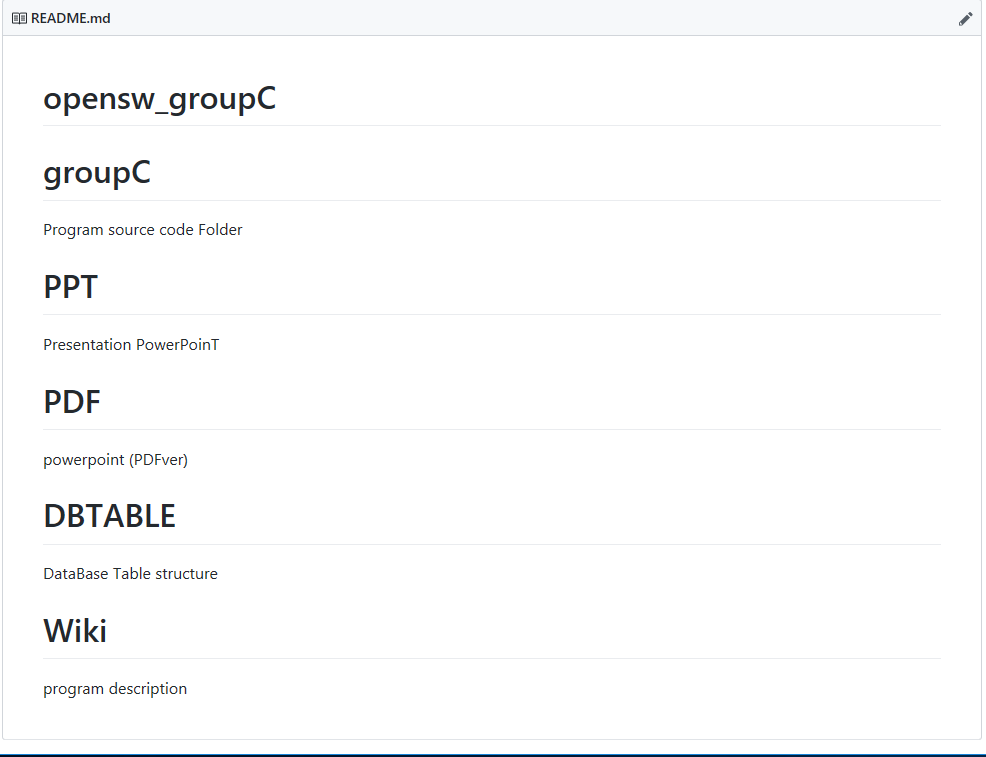 README.md
opensw_groupC
groupC
Program source code Folder
PPT
Presentation PowerPoinT
PDF
powerpoint (PDFver)
DBTABLE
DataBase Table structure
Wiki
program description